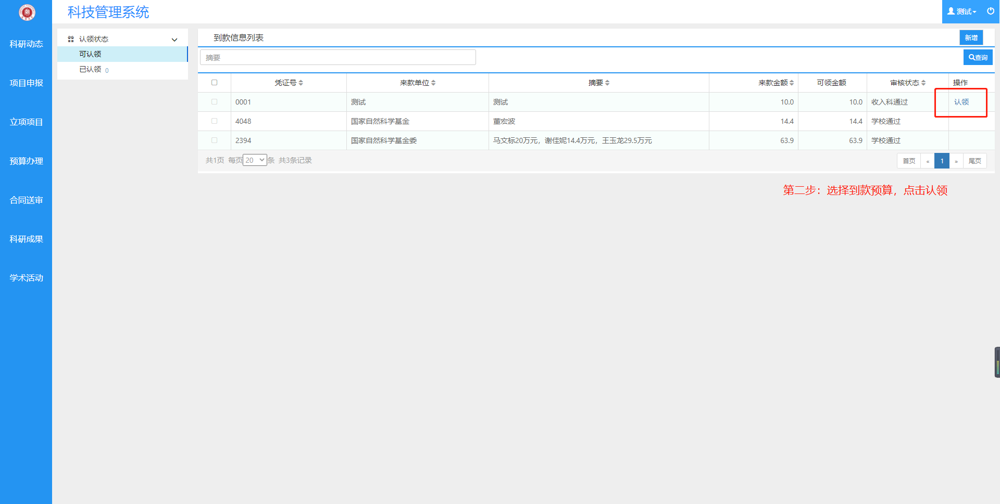 科技管理系统
测试
科研动态
项目申报
立项项目
预算办理
合同送审
科研成果
学术活动
认领状态
可认领
已认领 0
到款信息列表
新增
摘要
查询
凭证号 来款单位 摘要 来款金额 可领金额 审核状态 操作
0001 测试 测试 10.0 10.0 收入科通过 认领
4048 国家自然科学基金 董宏波 14.4 14.4 学校通过
2394 国家自然科学基金委 马文标20万元，谢佳妮14.4万元，王玉龙29.5万元 63.9 63.9 学校通过
共1页 每页 20 条 共3条记录
首页 « 1 » 尾页
第二步：选择到款预算，点击认领